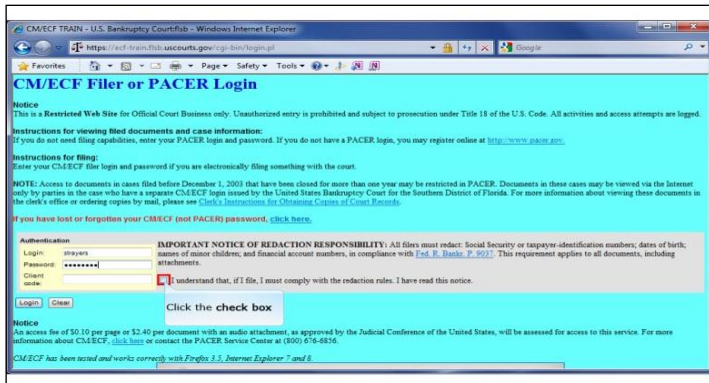 CM/ECF TRAIN - U.S. Bankruptcy Court:flsb - Windows Internet Explorer
https://ecf-train.flsb.uscourts.gov/cgi-bin/login.pl
Google
Favorites Page Safety Tools
CM/ECF Filer or PACER Login
Notice
This is a Restricted Web Site for Official Court Business only. Unauthorized entry is prohibited and subject to prosecution under Title 18 of the U.S. Code. All activities and access attempts are logged.
Instructions for viewing filed documents and case information:
If you do not need filing capabilities, enter your PACER login and password. If you do not have a PACER login, you may register online at http://www.pacer.gov.
Instructions for filing:
Enter your CM/ECF filer login and password if you are electronically filing something with the court.
NOTE: Access to documents in cases filed before December 1, 2003 that have been closed for more than one year may be restricted in PACER. Documents in these cases may be viewed via the Internet
only by parties in the case who have a separate CM/ECF login issued by the United States Bankruptcy Court for the Southern District of Florida. For more information about viewing these documents in
the clerk's office or ordering copies by mail, please see Clerk's Instructions for Obtaining Copies of Court Records.
If you have lost or forgotten your CM/ECF (not PACER) password, click here.
Authentication
Login: strayers
Password: ••••••••
Client
code:
IMPORTANT NOTICE OF REDACTION RESPONSIBILITY: All filers must redact: Social Security or taxpayer-identification numbers; dates of birth;
names of minor children; and financial account numbers, in compliance with Fed. R. Bankr. P. 9037. This requirement applies to all documents, including
attachments.
I understand that, if I file, I must comply with the redaction rules. I have read this notice.
Login Clear
Click the check box
Notice
An access fee of $0.10 per page or $2.40 per document with an audio attachment, as approved by the Judicial Conference of the United States, will be assessed for access to this service. For more
information about CM/ECF, click here or contact the PACER Service Center at (800) 676-6856.
CM/ECF has been tested and works correctly with Firefox 3.5, Internet Explorer 7 and 8.